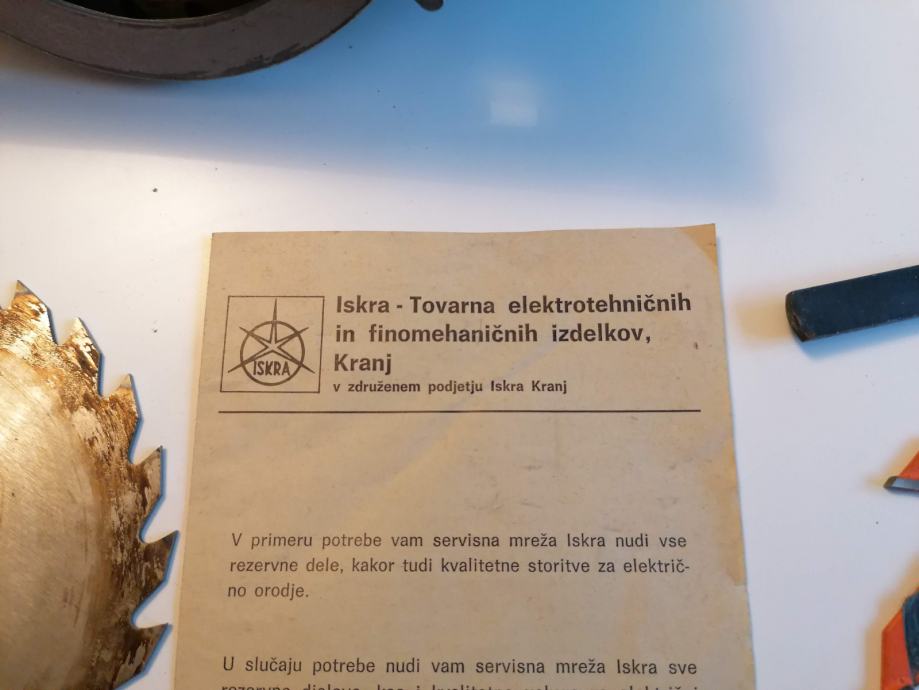 ISKRA
Iskra - Tovarna elektrotehničnih
in finomehaničnih izdelkov,
Kranj
v združenem podjetju Iskra Kranj
V primeru potrebe vam servisna mreža Iskra nudi vse
rezervne dele, kakor tudi kvalitetne storitve za električ-
no orodje.
U slučaju potrebe nudi vam servisna mreža Iskra sve
rezervne